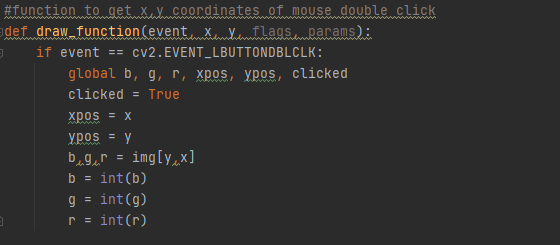 #function to get x,y coordinates of mouse double click
def draw_function(event, x, y, flags, params):
    if event == cv2.EVENT_LBUTTONDBLCLK:
        global b, g, r, xpos, ypos, clicked
        clicked = True
        xpos = x
        ypos = y
        b,g,r = img[y,x]
        b = int(b)
        g = int(g)
        r = int(r)